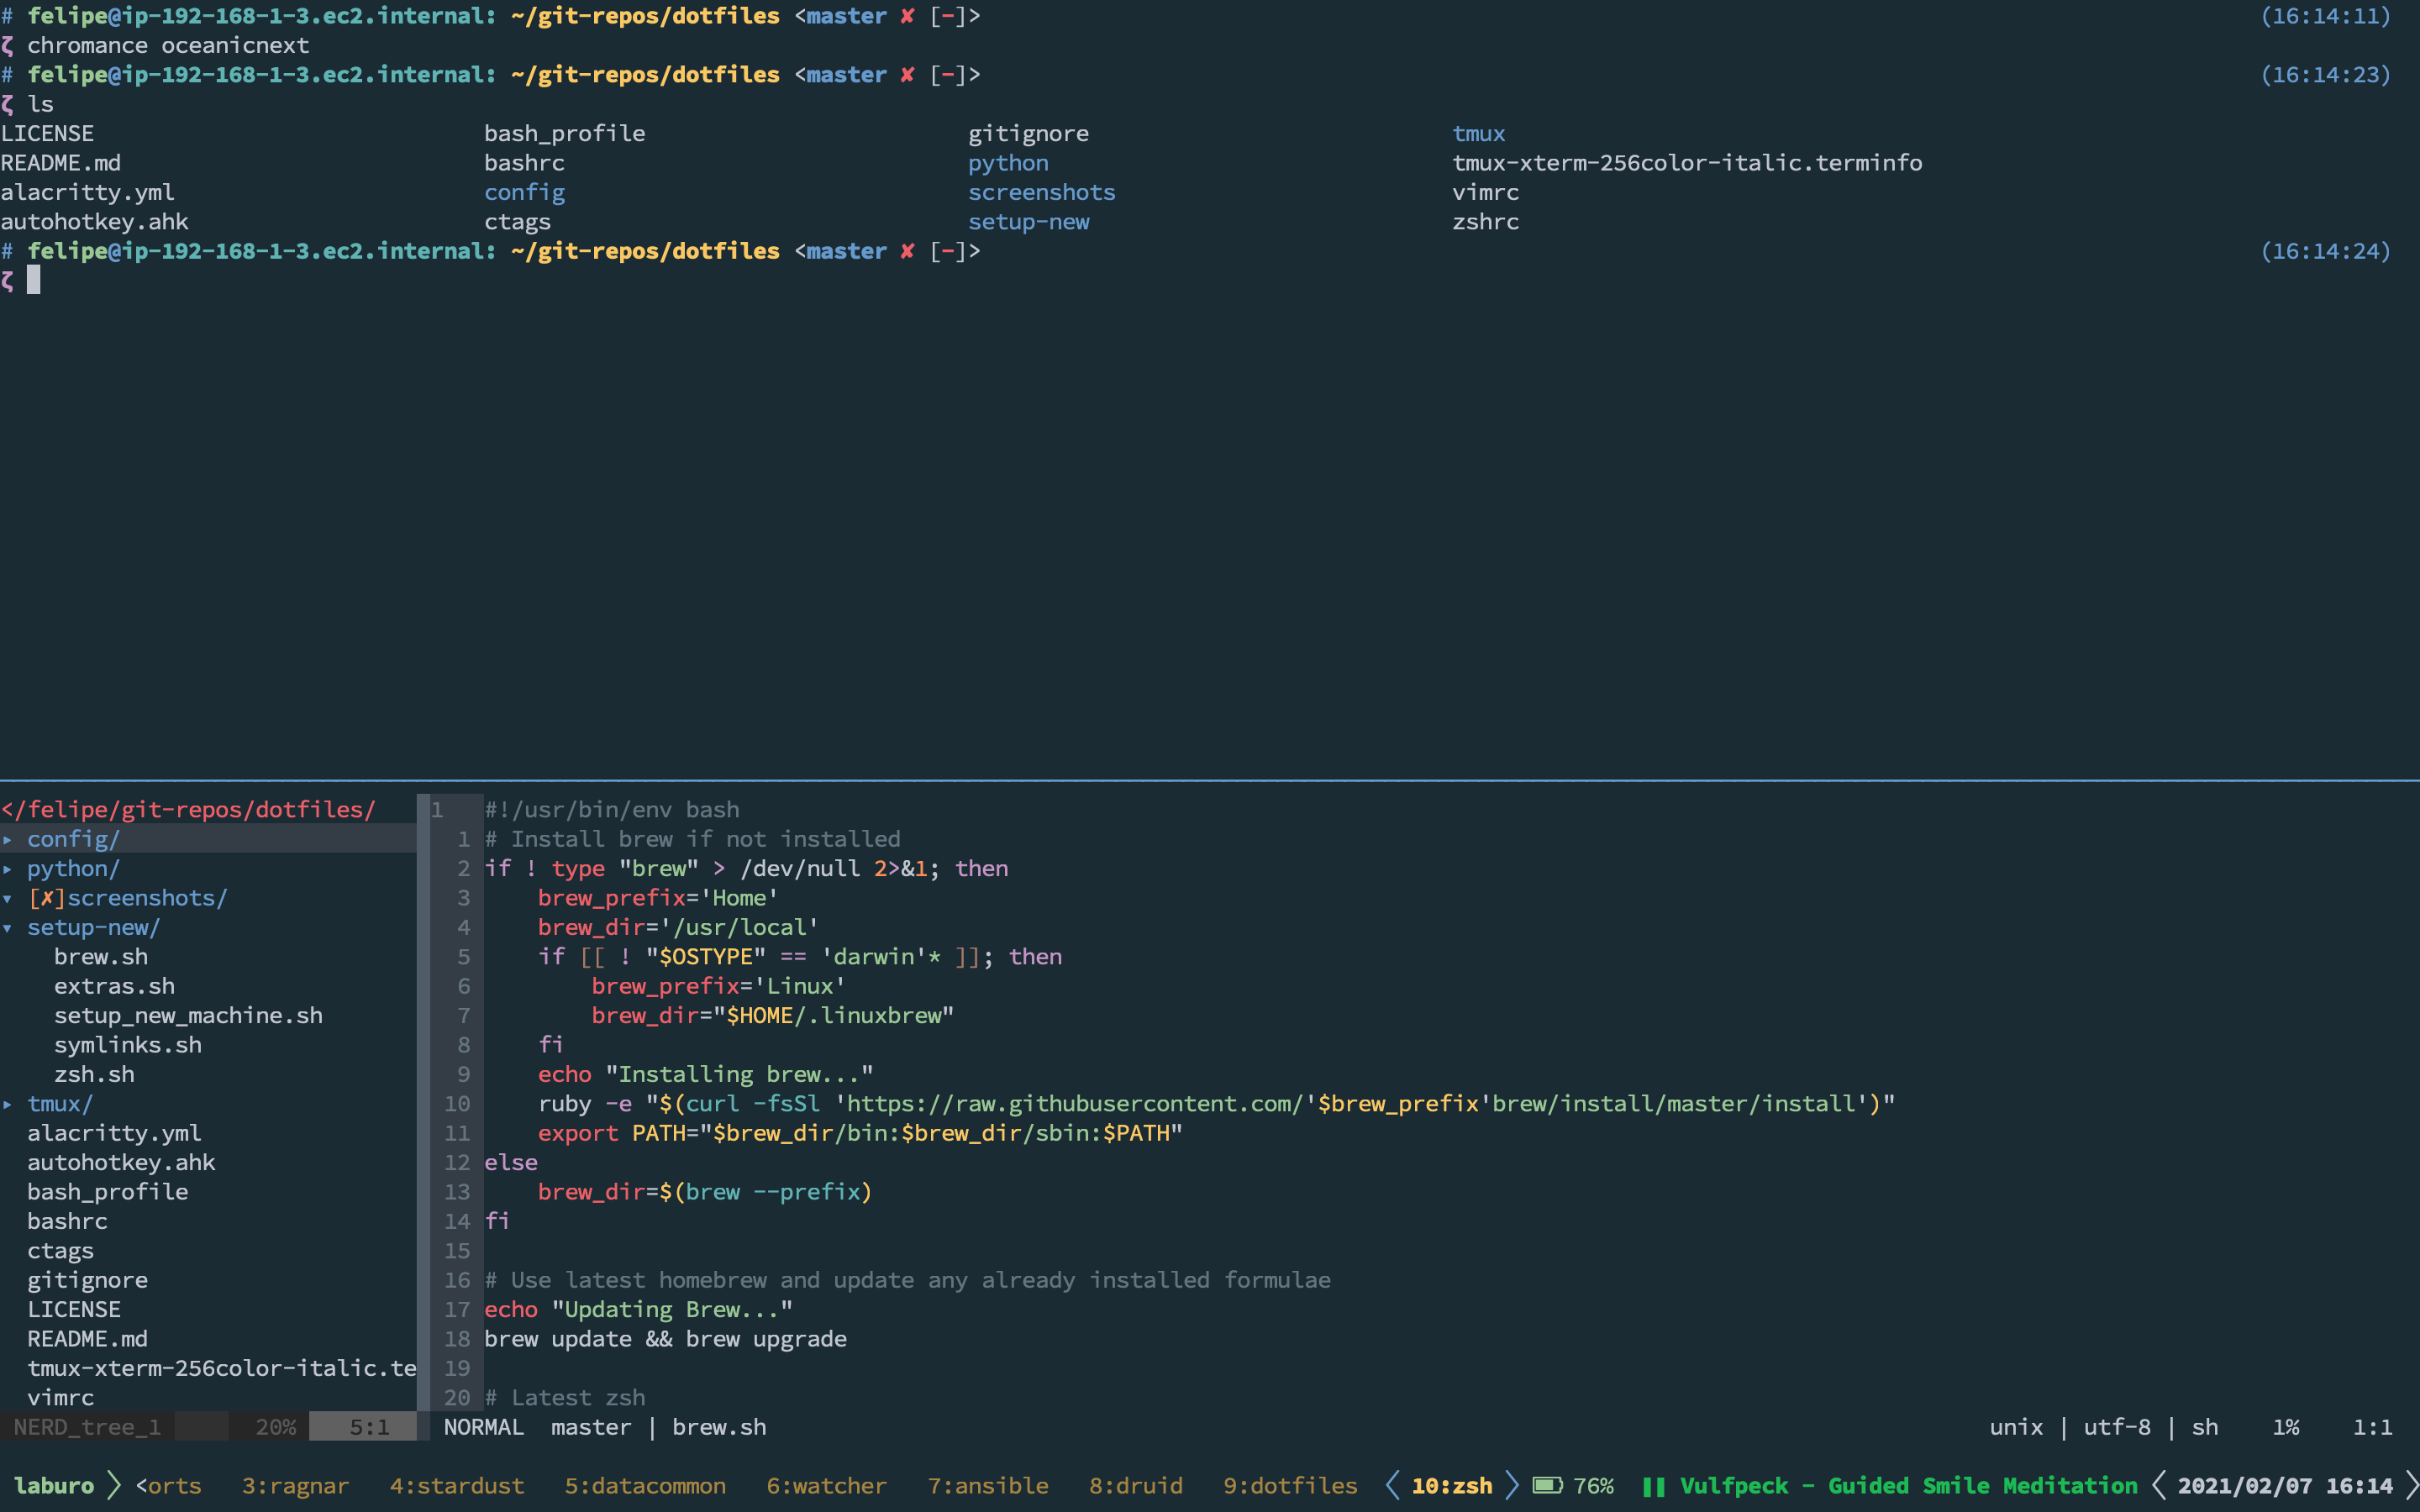 # felipe@ip-192-168-1-3.ec2.internal: ~/git-repos/dotfiles <master ✘ [-]> (16:14:11)
ζ chromance oceanicnext
# felipe@ip-192-168-1-3.ec2.internal: ~/git-repos/dotfiles <master ✘ [-]> (16:14:23)
ζ ls
LICENSE bash_profile gitignore tmux
README.md bashrc python tmux-xterm-256color-italic.terminfo
alacritty.yml config screenshots vimrc
autohotkey.ahk ctags setup-new zshrc
# felipe@ip-192-168-1-3.ec2.internal: ~/git-repos/dotfiles <master ✘ [-]> (16:14:24)
ζ
</felipe/git-repos/dotfiles/
▸ config/
▸ python/
▾ [✗]screenshots/
▾ setup-new/
brew.sh
extras.sh
setup_new_machine.sh
symlinks.sh
zsh.sh
▸ tmux/
alacritty.yml
autohotkey.ahk
bash_profile
bashrc
ctags
gitignore
LICENSE
README.md
tmux-xterm-256color-italic.te
vimrc
NERD_tree_1 20% 5:1
1 #!/usr/bin/env bash
1 # Install brew if not installed
2 if ! type "brew" > /dev/null 2>&1; then
3     brew_prefix='Home'
4     brew_dir='/usr/local'
5     if [[ ! "$OSTYPE" == 'darwin'* ]]; then
6         brew_prefix='Linux'
7         brew_dir="$HOME/.linuxbrew"
8     fi
9     echo "Installing brew..."
10     ruby -e "$(curl -fsSl 'https://raw.githubusercontent.com/'$brew_prefix'brew/install/master/install')"
11     export PATH="$brew_dir/bin:$brew_dir/sbin:$PATH"
12 else
13     brew_dir=$(brew --prefix)
14 fi
15
16 # Use latest homebrew and update any already installed formulae
17 echo "Updating Brew..."
18 brew update && brew upgrade
19
20 # Latest zsh
NORMAL master | brew.sh unix | utf-8 | sh 1% 1:1
laburo <orts 3:ragnar 4:stardust 5:datacommon 6:watcher 7:ansible 8:druid 9:dotfiles 10:zsh 76% Vulfpeck - Guided Smile Meditation 2021/02/07 16:14